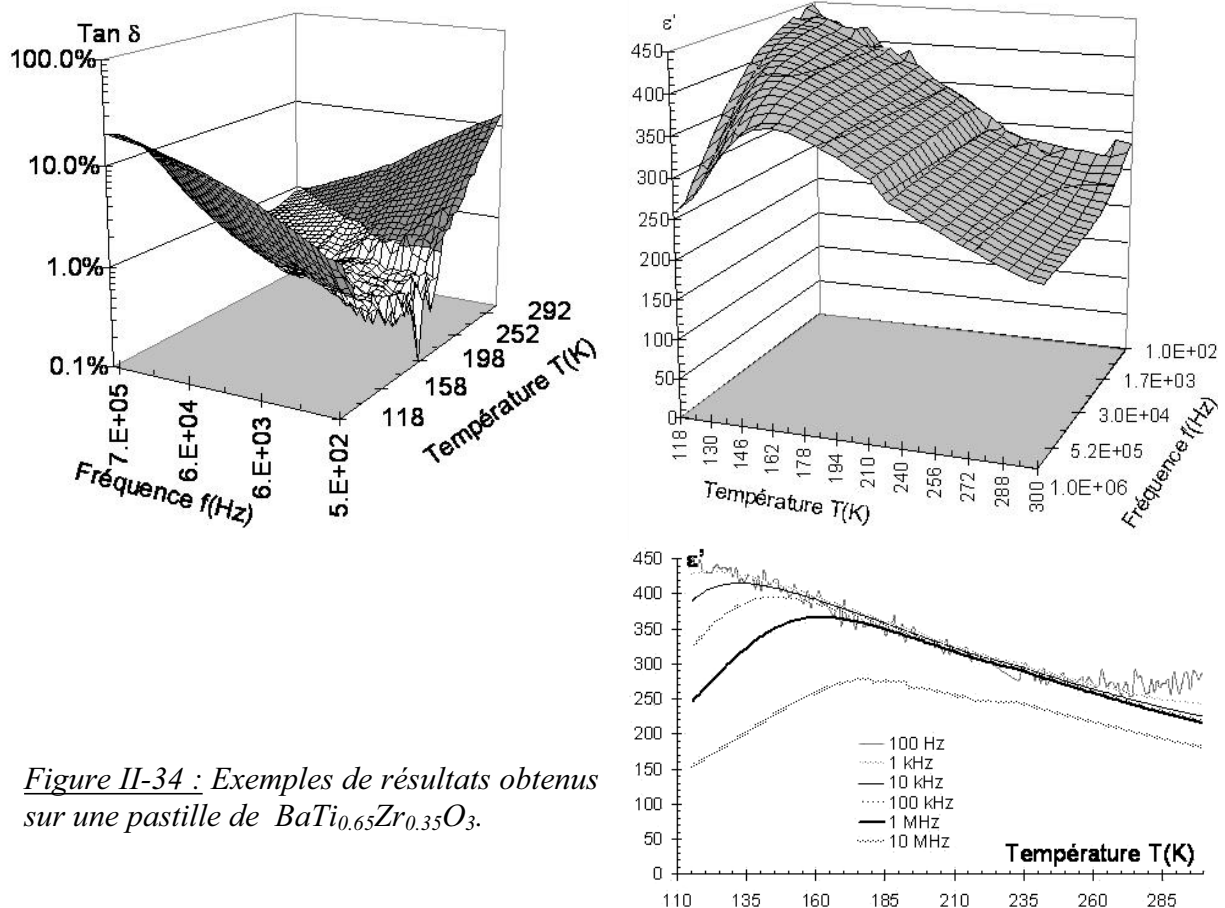 Tan δ
100.0%
10.0%
1.0%
0.1%
7.E+05
6.E+04
6.E+03
5.E+02
Fréquence f(Hz)
118
158
198
252
292
Température T(K)
ε'
450
400
350
300
250
200
150
100
50
0
118
130
146
162
178
194
210
240
256
272
288
300
Température T(K)
1.0E+02
1.7E+03
3.0E+04
5.2E+05
1.0E+06
Fréquence f(Hz)
ε'
450
400
350
300
250
200
150
100
50
0
100 Hz
1 kHz
10 kHz
100 kHz
1 MHz
10 MHz
Température T(K)
110 135 160 185 210 235 260 285
Figure II-34 : Exemples de résultats obtenus
sur une pastille de BaTi0.65Zr0.35O3.